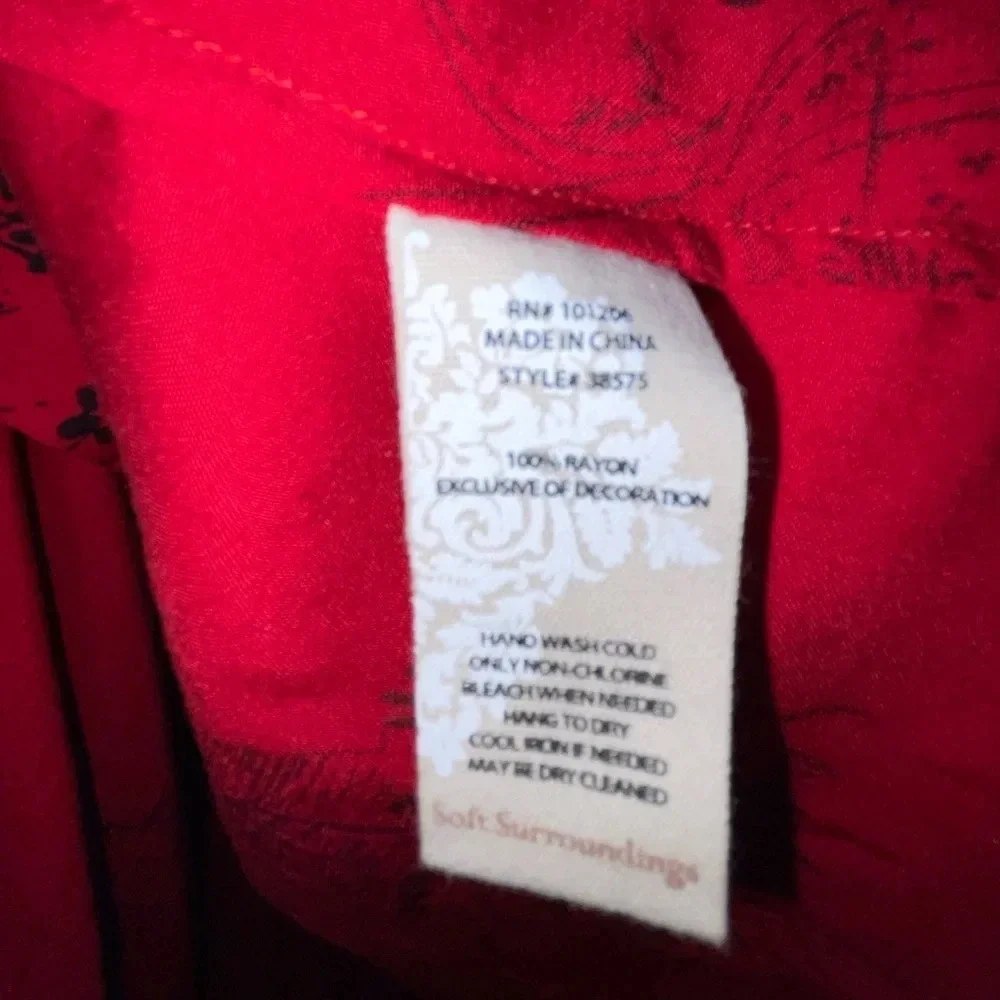 RN# 101206
MADE IN CHINA
STYLE# 38575
100% RAYON
EXCLUSIVE OF DECORATION
HAND WASH COLD
ONLY NON-CHLORINE
BLEACH WHEN NEEDED
HANG TO DRY
COOL IRON IF NEEDED
MAY BE DRY CLEANED
Soft Surroundings